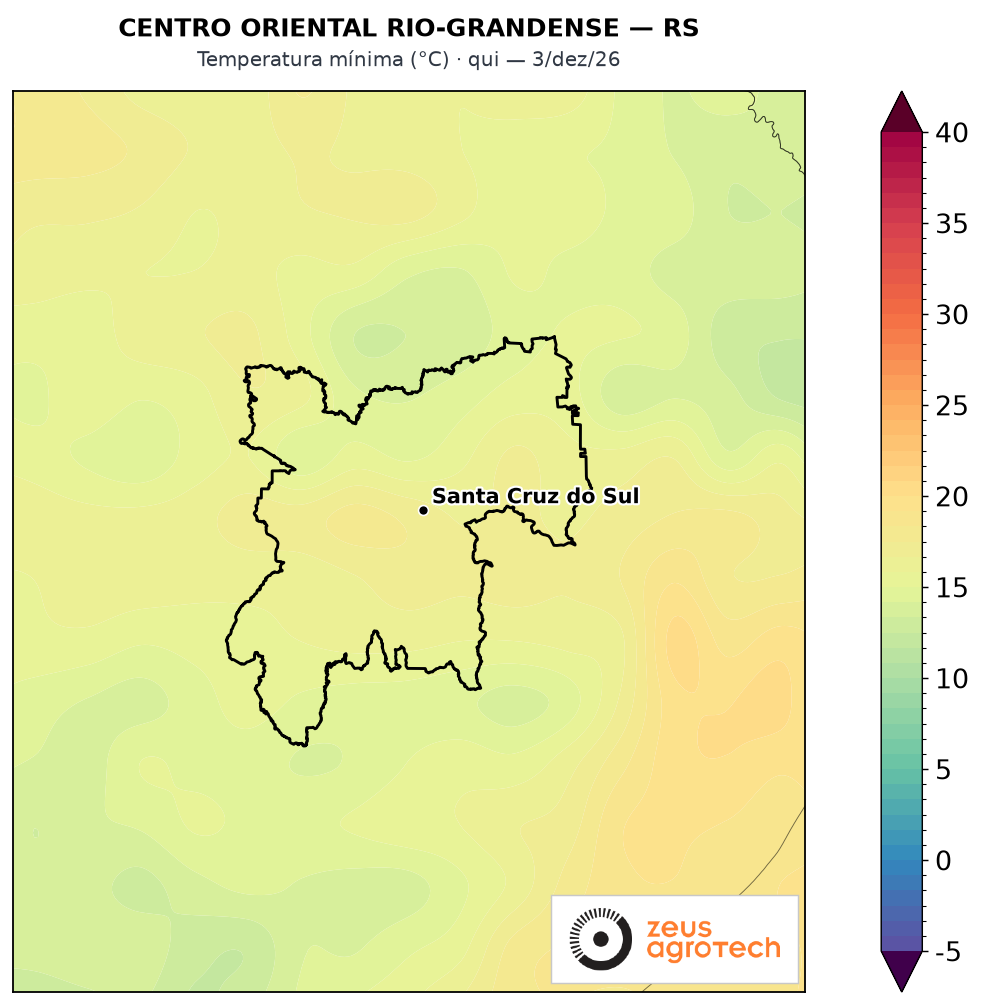 CENTRO ORIENTAL RIO-GRANDENSE — RS
Temperatura mínima (°C) · qui — 3/dez/26
40
35
30
25
20
15
10
5
0
-5
Santa Cruz do Sul
zeus
agrotech